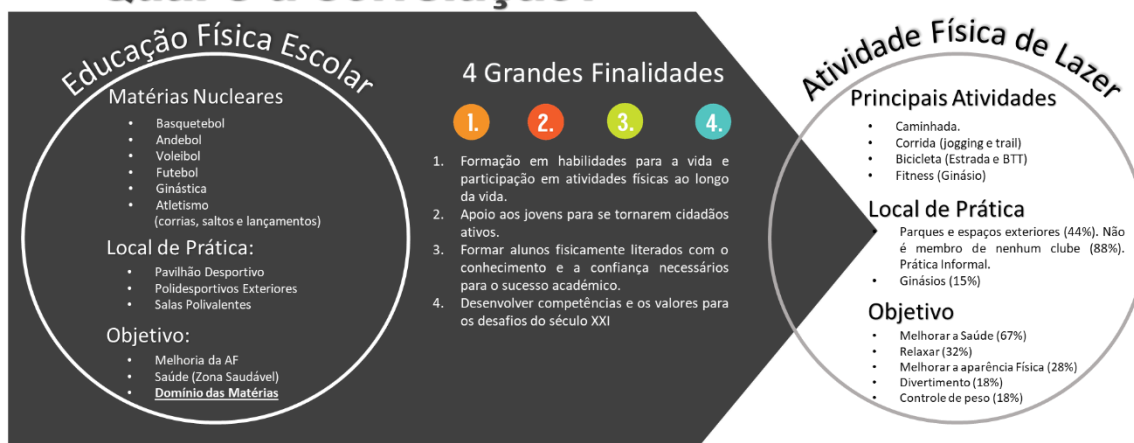 Qual é a correlação?
Educação Física Escolar
Matérias Nucleares
• Basquetebol
• Andebol
• Voleibol
• Futebol
• Ginástica
• Atletismo
(corrias, saltos e lançamentos)
Local de Prática:
• Pavilhão Desportivo
• Polidesportivos Exteriores
• Salas Polivalentes
Objetivo:
• Melhoria da AF
• Saúde (Zona Saudável)
• Domínio das Matérias
4 Grandes Finalidades
1. 2. 3. 4.
1. Formação em habilidades para a vida e
participação em atividades físicas ao longo
da vida.
2. Apoio aos jovens para se tornarem cidadãos
ativos.
3. Formar alunos fisicamente literados com o
conhecimento e a confiança necessários
para o sucesso académico.
4. Desenvolver competências e os valores para
os desafios do século XXI
Atividade Física de Lazer
Principais Atividades
• Caminhada.
• Corrida (jogging e trail)
• Bicicleta (Estrada e BTT)
• Fitness (Ginásio)
Local de Prática
• Parques e espaços exteriores (44%). Não
é membro de nenhum clube (88%).
Prática Informal.
• Ginásios (15%)
Objetivo
• Melhorar a Saúde (67%)
• Relaxar (32%)
• Melhorar a aparência Física (28%)
• Divertimento (18%)
• Controle de peso (18%)